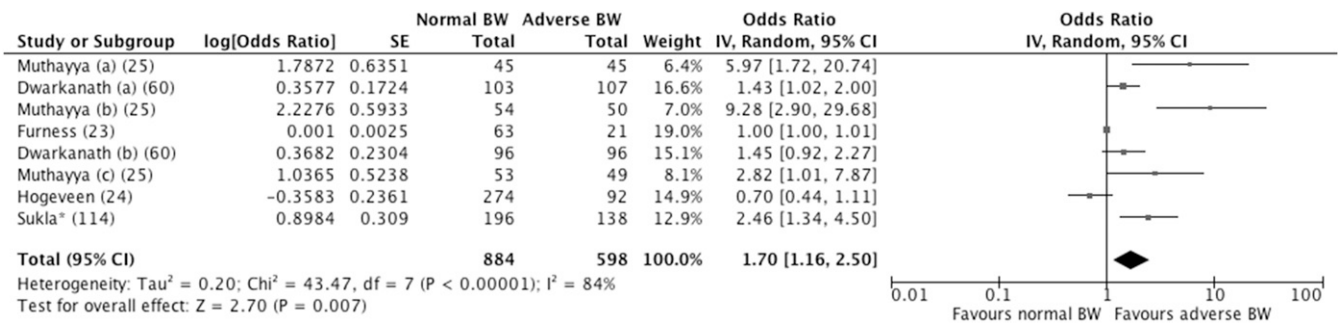 Normal BW Adverse BW Odds Ratio Odds Ratio
Study or Subgroup log[Odds Ratio] SE Total Total Weight IV, Random, 95% CI IV, Random, 95% CI
Muthayya (a) (25) 1.7872 0.6351 45 45 6.4% 5.97 [1.72, 20.74]
Dwarkanath (a) (60) 0.3577 0.1724 103 107 16.6% 1.43 [1.02, 2.00]
Muthayya (b) (25) 2.2276 0.5933 54 50 7.0% 9.28 [2.90, 29.68]
Furness (23) 0.001 0.0025 63 21 19.0% 1.00 [1.00, 1.01]
Dwarkanath (b) (60) 0.3682 0.2304 96 96 15.1% 1.45 [0.92, 2.27]
Muthayya (c) (25) 1.0365 0.5238 53 49 8.1% 2.82 [1.01, 7.87]
Hogeveen (24) -0.3583 0.2361 274 92 14.9% 0.70 [0.44, 1.11]
Sukla* (114) 0.8984 0.309 196 138 12.9% 2.46 [1.34, 4.50]
Total (95% CI) 884 598 100.0% 1.70 [1.16, 2.50]
Heterogeneity: Tau² = 0.20; Chi² = 43.47, df = 7 (P < 0.00001); I² = 84%
Test for overall effect: Z = 2.70 (P = 0.007)
0.01 0.1 1 10 100
Favours normal BW Favours adverse BW